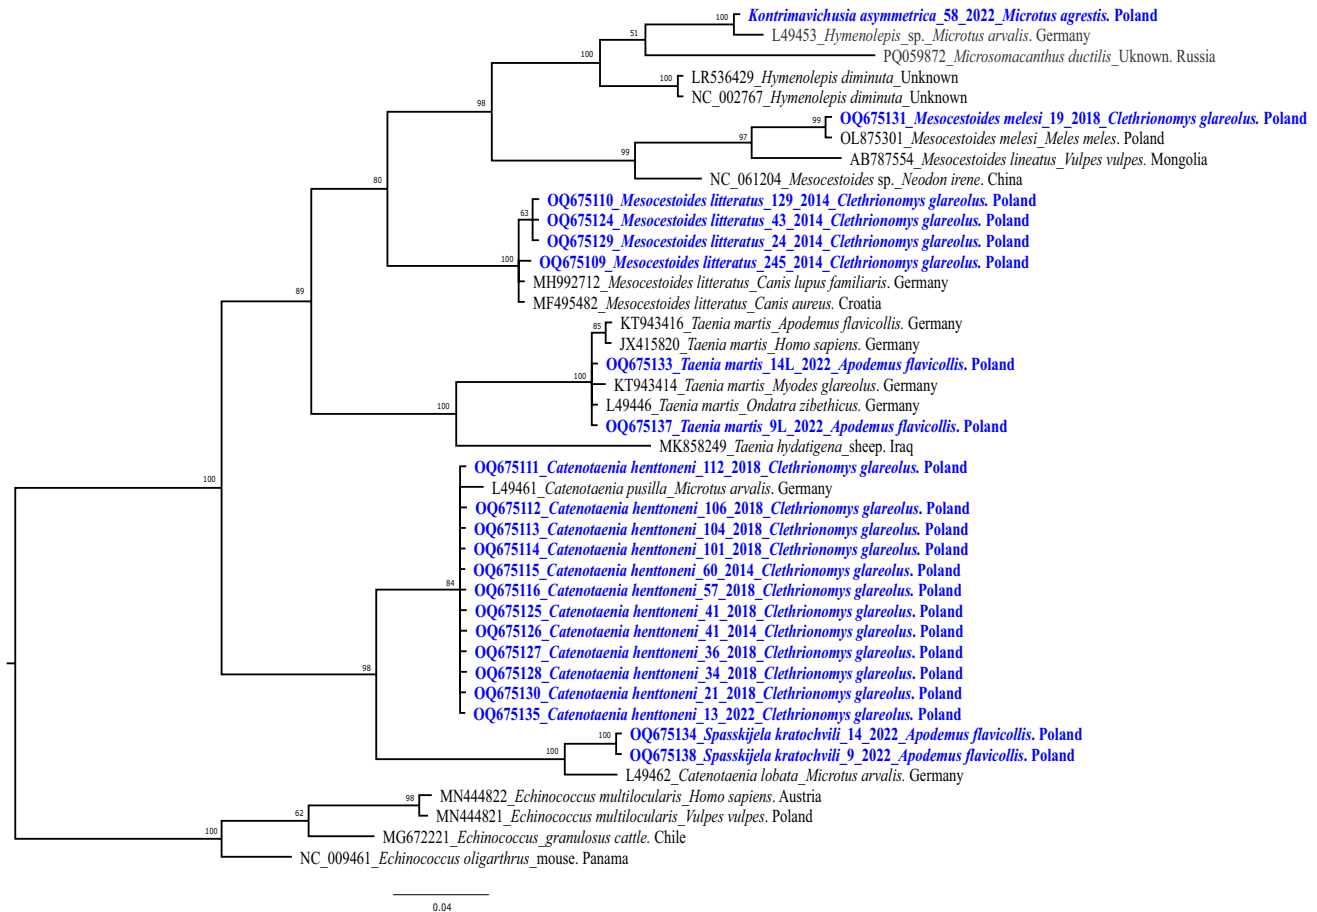 100
Kontrimavichusia asymmetrica_58_2022_Microtus agrestis. Poland
51
L49453_Hymenolepis_sp._Microtus arvalis. Germany
100
PQ059872_Microsomacanthus ductilis_Uknown. Russia
100
LR536429_Hymenolepis diminuta_Unknown
NC_002767_Hymenolepis diminuta_Unknown
98
99
OQ675131_Mesocestoides melesi_19_2018_Clethrionomys glareolus. Poland
97
OL875301_Mesocestoides melesi_Meles meles. Poland
99
AB787554_Mesocestoides lineatus_Vulpes vulpes. Mongolia
NC_061204_Mesocestoides sp._Neodon irene. China
80
OQ675110_Mesocestoides litteratus_129_2014_Clethrionomys glareolus. Poland
63
OQ675124_Mesocestoides litteratus_43_2014_Clethrionomys glareolus. Poland
OQ675129_Mesocestoides litteratus_24_2014_Clethrionomys glareolus. Poland
100
OQ675109_Mesocestoides litteratus_245_2014_Clethrionomys glareolus. Poland
MH992712_Mesocestoides litteratus_Canis lupus familiaris. Germany
89
MF495482_Mesocestoides litteratus_Canis aureus. Croatia
85
KT943416_Taenia martis_Apodemus flavicollis. Germany
JX415820_Taenia martis_Homo sapiens. Germany
OQ675133_Taenia martis_14L_2022_Apodemus flavicollis. Poland
100
KT943414_Taenia martis_Myodes glareolus. Germany
100
L49446_Taenia martis_Ondatra zibethicus. Germany
OQ675137_Taenia martis_9L_2022_Apodemus flavicollis. Poland
MK858249_Taenia hydatigena_sheep. Iraq
OQ675111_Catenotaenia henttoneni_112_2018_Clethrionomys glareolus. Poland
100
L49461_Catenotaenia pusilla_Microtus arvalis. Germany
OQ675112_Catenotaenia henttoneni_106_2018_Clethrionomys glareolus. Poland
OQ675113_Catenotaenia henttoneni_104_2018_Clethrionomys glareolus. Poland
OQ675114_Catenotaenia henttoneni_101_2018_Clethrionomys glareolus. Poland
OQ675115_Catenotaenia henttoneni_60_2014_Clethrionomys glareolus. Poland
84
OQ675116_Catenotaenia henttoneni_57_2018_Clethrionomys glareolus. Poland
OQ675125_Catenotaenia henttoneni_41_2018_Clethrionomys glareolus. Poland
OQ675126_Catenotaenia henttoneni_41_2014_Clethrionomys glareolus. Poland
OQ675127_Catenotaenia henttoneni_36_2018_Clethrionomys glareolus. Poland
98
OQ675128_Catenotaenia henttoneni_34_2018_Clethrionomys glareolus. Poland
OQ675130_Catenotaenia henttoneni_21_2018_Clethrionomys glareolus. Poland
OQ675135_Catenotaenia henttoneni_13_2022_Clethrionomys glareolus. Poland
100
OQ675134_Spasskijela kratochvili_14_2022_Apodemus flavicollis. Poland
100
OQ675138_Spasskijela kratochvili_9_2022_Apodemus flavicollis. Poland
L49462_Catenotaenia lobata_Microtus arvalis. Germany
98
MN444822_Echinococcus multilocularis_Homo sapiens. Austria
62
MN444821_Echinococcus multilocularis_Vulpes vulpes. Poland
100
MG672221_Echinococcus_granulosus cattle. Chile
NC_009461_Echinococcus oligarthrus_mouse. Panama
0.04